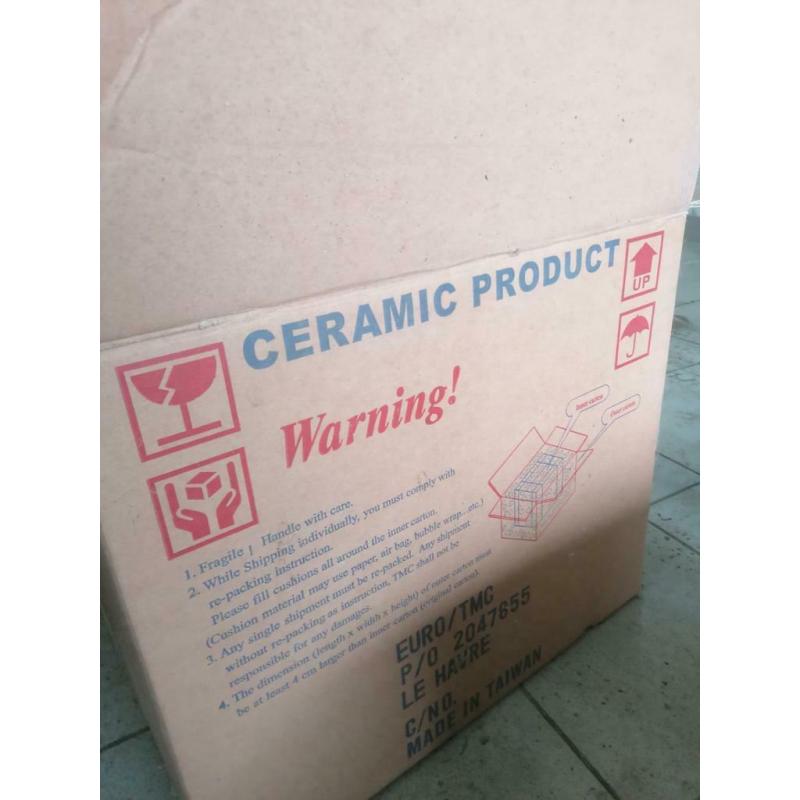 CERAMIC PRODUCT
UP
Warning!
Inner carton
Outer carton
1. Fragile ! Handle with care.
2. While Shipping individually, you must comply with
re-packing instruction.
Please fill cushions all around the inner carton.
(Cushion material may use paper, air bag, bubble wrap...etc.)
3. Any single shipment must be re-packed. Any shipment
without re-packing as instruction, TMC shall not be
responsible for any damages.
4. The dimension (length x width x height) of outer carton must
be at least 4 cm larger than inner carton (original carton).
EURO/TMC
P/O 2047655
LE HAVRE
C/NO.
MADE IN TAIWAN